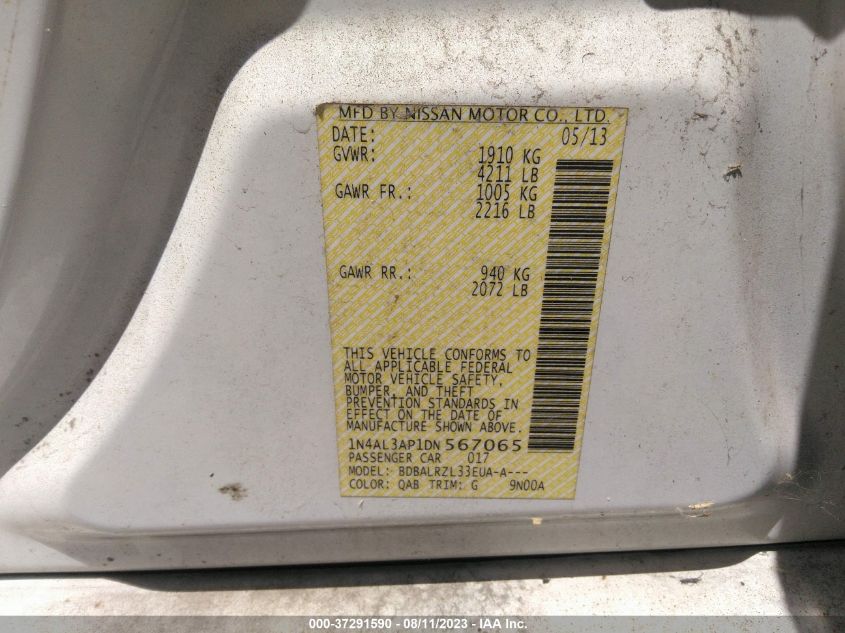 MFD BY NISSAN MOTOR CO., LTD.
DATE: 05/13
GVWR: 1910 KG
4211 LB
GAWR FR.: 1005 KG
2216 LB
GAWR RR.: 940 KG
2072 LB
THIS VEHICLE CONFORMS TO
ALL APPLICABLE FEDERAL
MOTOR VEHICLE SAFETY,
BUMPER, AND THEFT
PREVENTION STANDARDS IN
EFFECT ON THE DATE OF
MANUFACTURE SHOWN ABOVE.
1N4AL3AP1DN567065
PASSENGER CAR 017
MODEL: BDBALRZL33EUA-A---
COLOR: QAB TRIM: G 9N00A
000-37291590 - 08/11/2023 - IAA Inc.